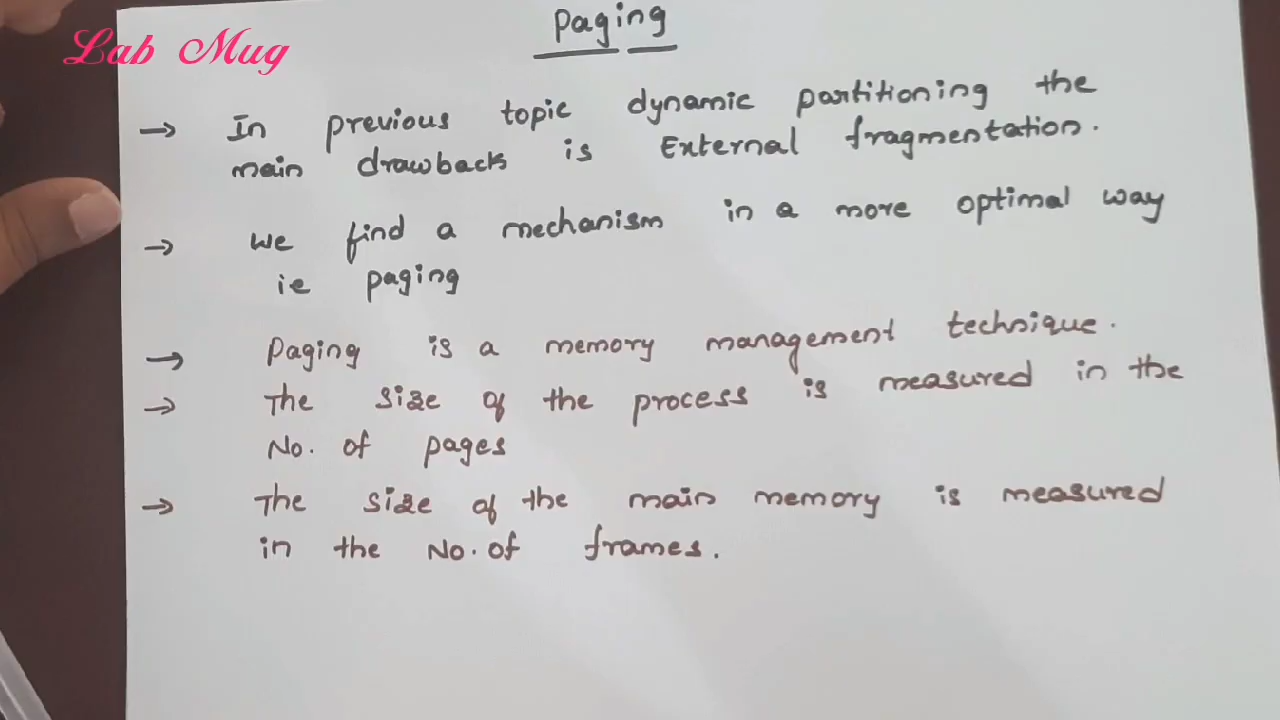 Lab Mug
Paging
→ In previous topic dynamic partitioning the
main drawback is External fragmentation.
→ We find a mechanism in a more optimal way
ie paging
→ Paging is a memory management technique.
→ The size of the process is measured in the
No. of pages
→ The size of the main memory is measured
in the No. of frames.